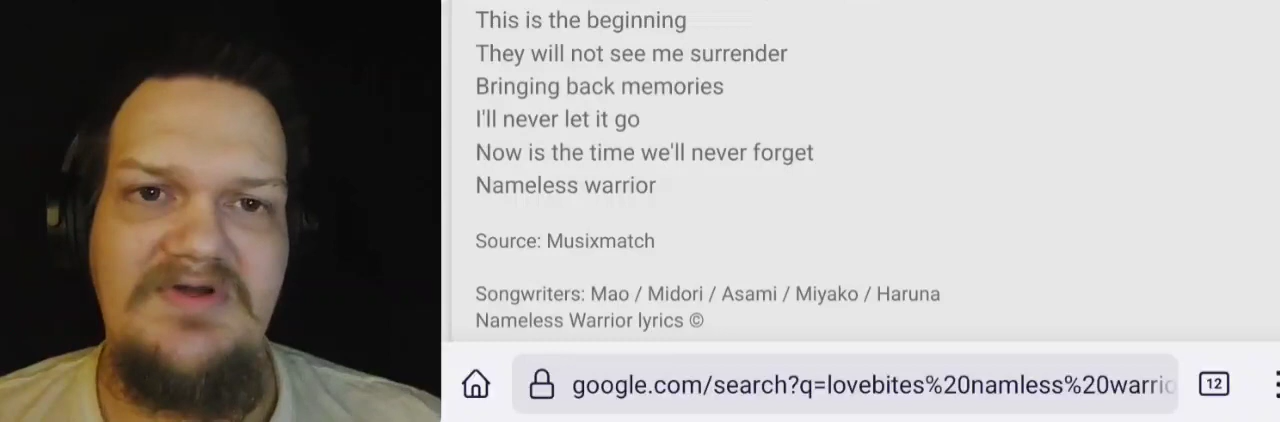 This is the beginning
They will not see me surrender
Bringing back memories
I'll never let it go
Now is the time we'll never forget
Nameless warrior
Source: Musixmatch
Songwriters: Mao / Midori / Asami / Miyako / Haruna
Nameless Warrior lyrics ©
google.com/search?q=lovebites%20namless%20warrio
12